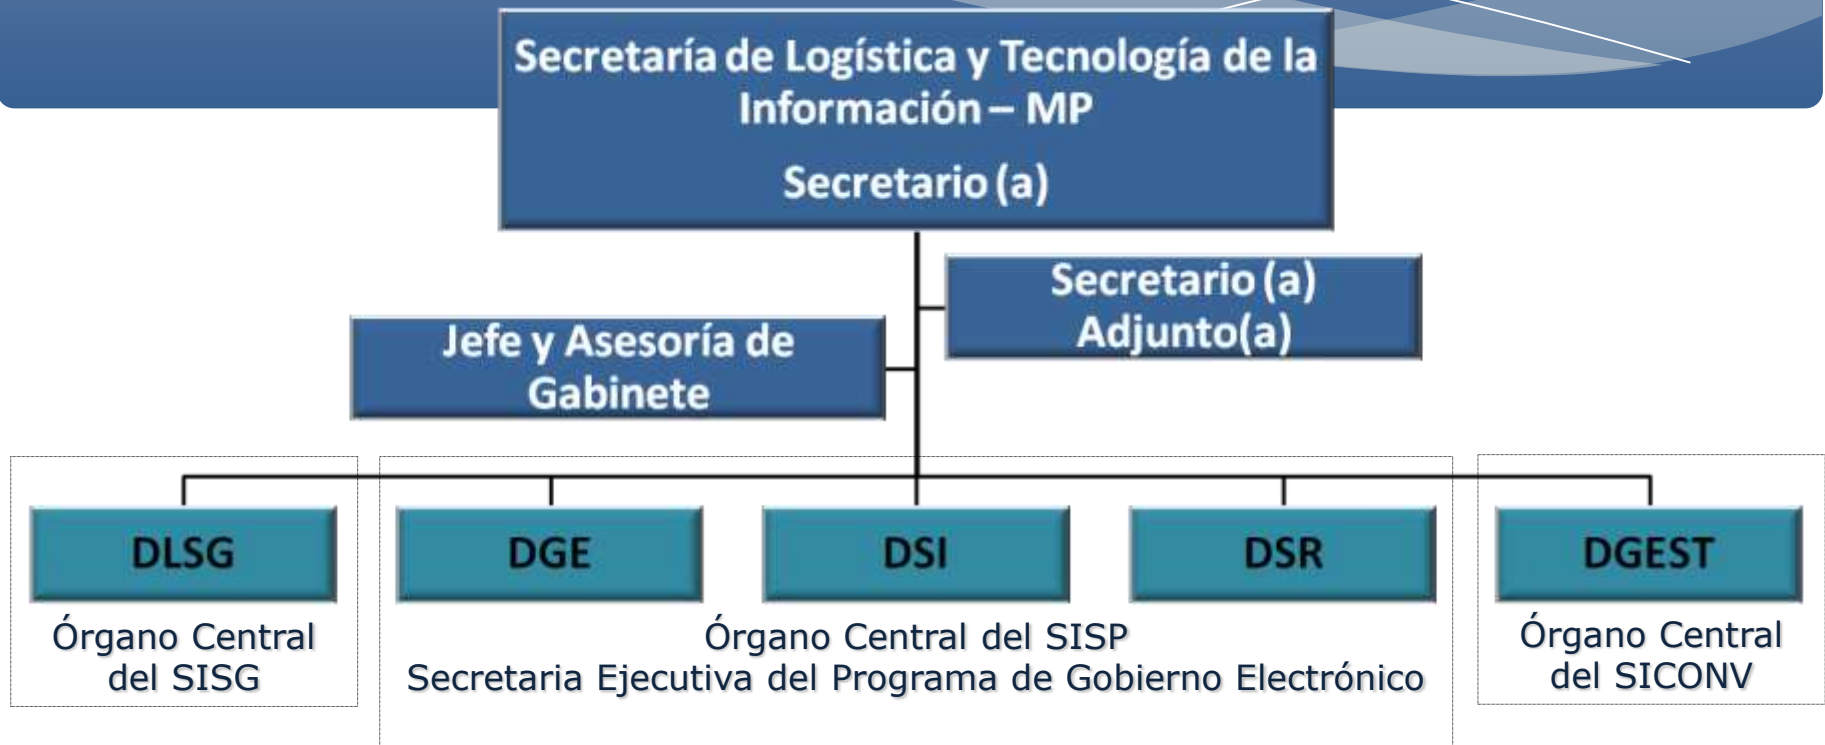 Secretaría de Logística y Tecnología de la
Información – MP
Secretario (a)
Secretario (a)
Adjunto(a)
Jefe y Asesoría de
Gabinete
DLSG
DGE
DSI
DSR
DGEST
Órgano Central
del SISG
Órgano Central del SISP
Secretaria Ejecutiva del Programa de Gobierno Electrónico
Órgano Central
del SICONV